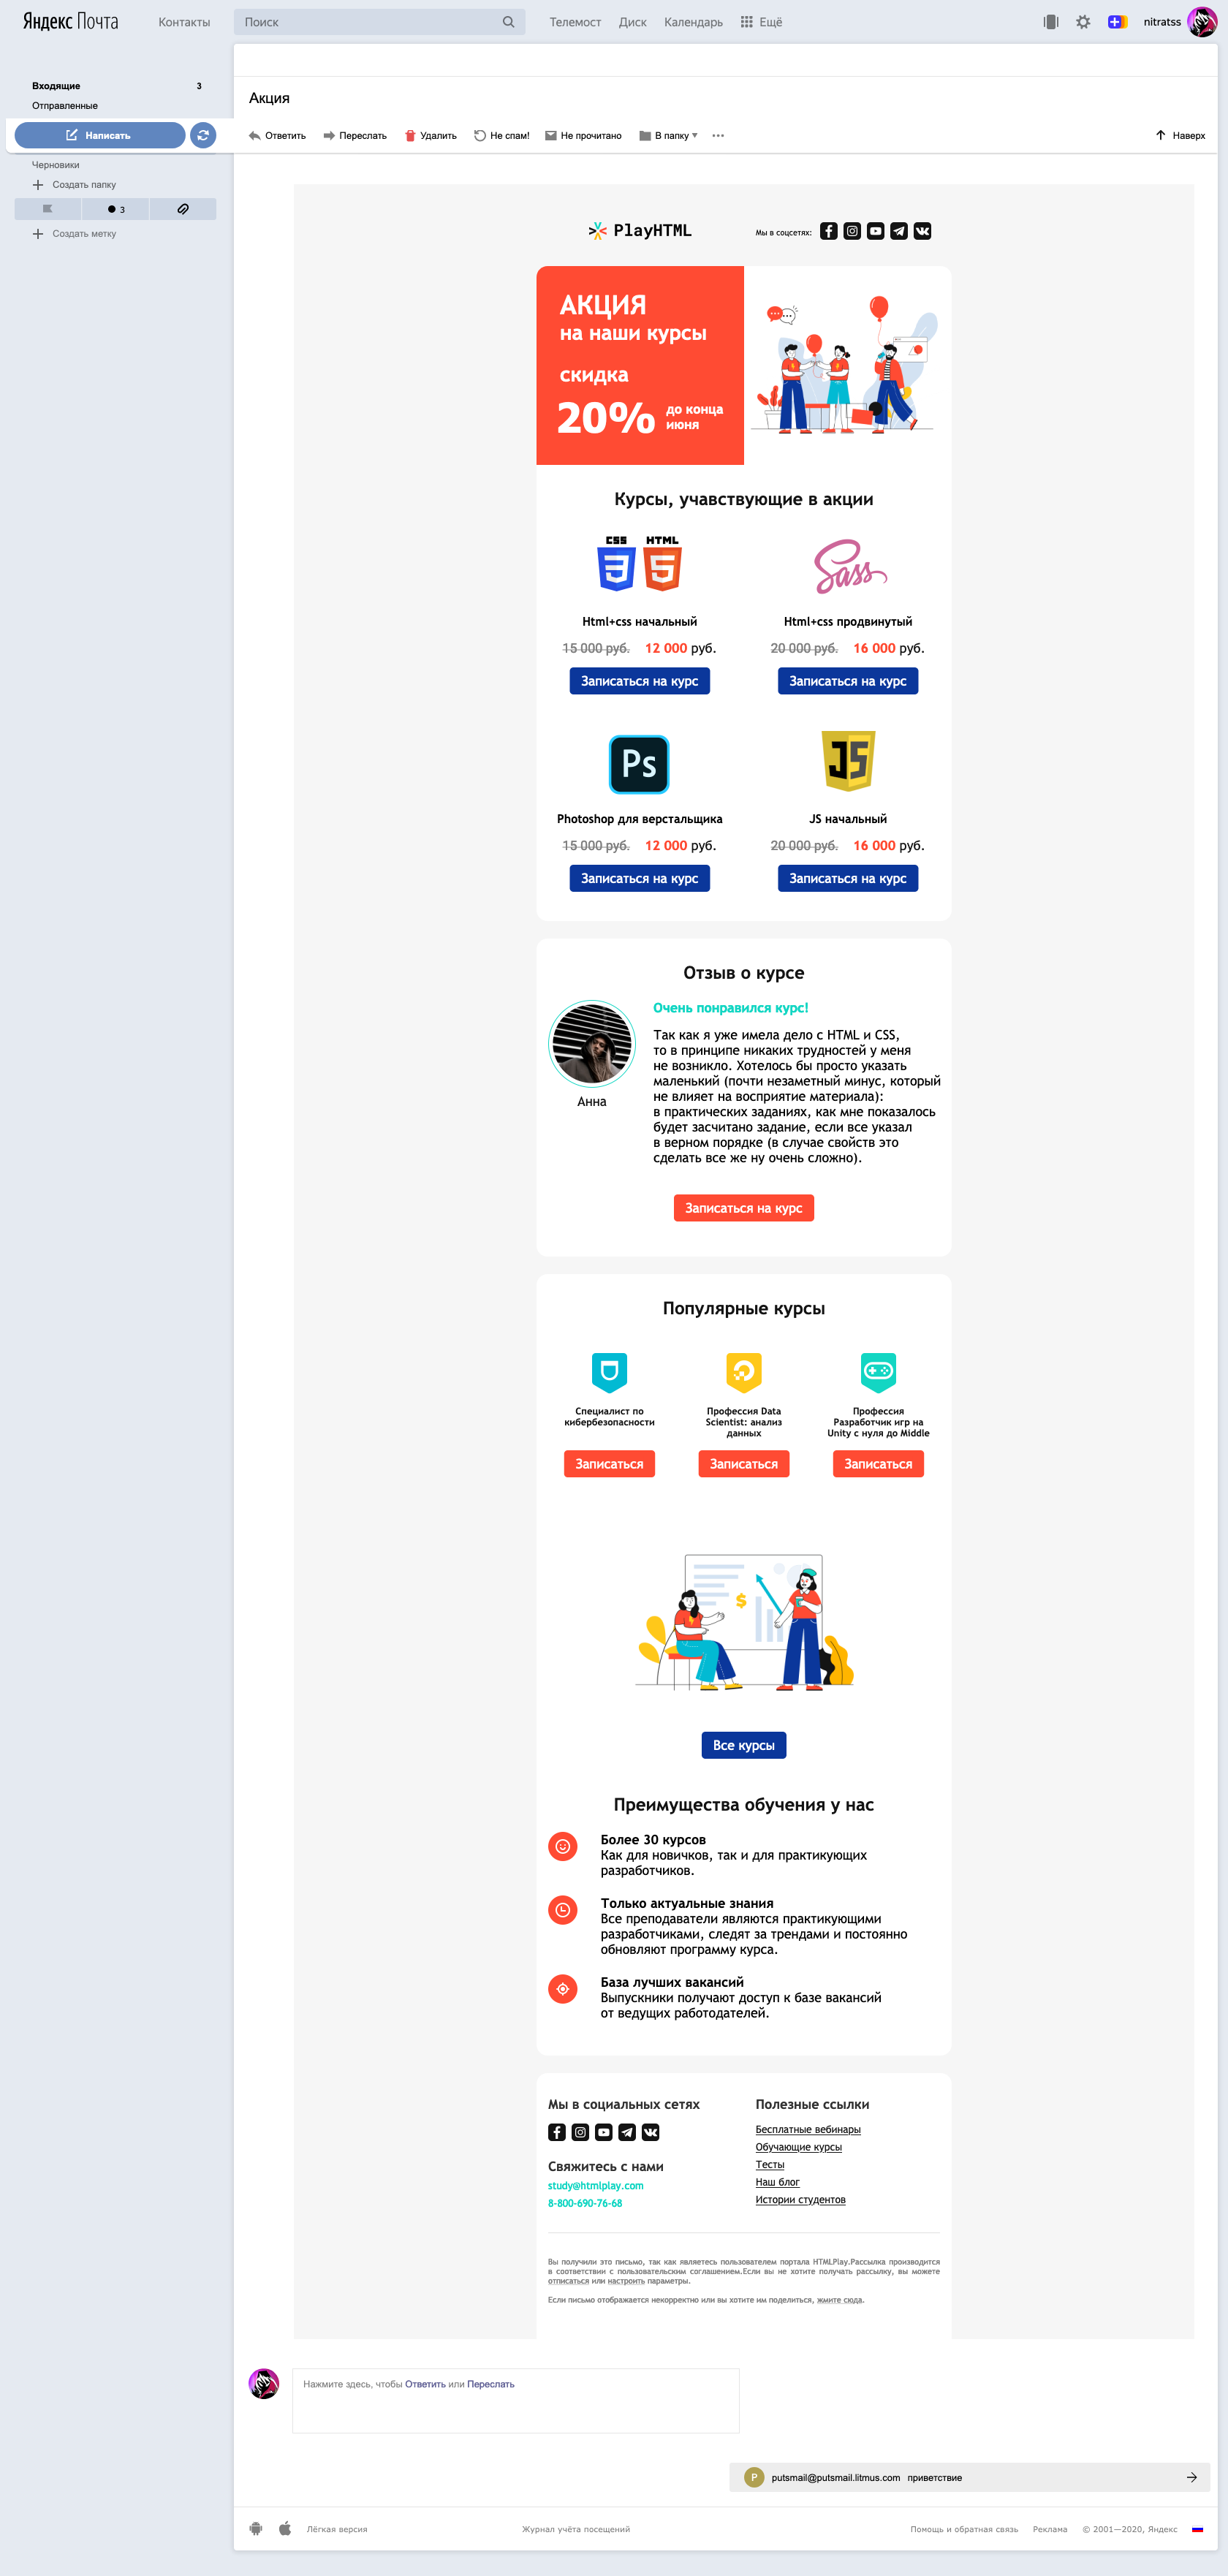 Яндекс Почта
Контакты
Поиск
Телемост
Диск
Календарь
Ещё
nitratss
Входящие 3
Отправленные
Написать
Черновики
Создать папку
3
Создать метку
Акция
Ответить
Переслать
Удалить
Не спам!
Не прочитано
В папку
Наверх
PlayHTML
Мы в соцсетях:
АКЦИЯ
на наши курсы
скидка
20% до конца
июня
Курсы, учавствующие в акции
CSS HTML
3 5
Sass
Html+css начальный
15 000 руб. 12 000 руб.
Записаться на курс
Html+css продвинутый
20 000 руб. 16 000 руб.
Записаться на курс
Ps
JS
Photoshop для верстальщика
15 000 руб. 12 000 руб.
Записаться на курс
JS начальный
20 000 руб. 16 000 руб.
Записаться на курс
Отзыв о курсе
Анна
Очень понравился курс!
Так как я уже имела дело с HTML и CSS,
то в принципе никаких трудностей у меня
не возникло. Хотелось бы просто указать
маленький (почти незаметный минус, который
не влияет на восприятие материала):
в практических заданиях, как мне показалось
будет засчитано задание, если все указал
в верном порядке (в случае свойств это
сделать все же ну очень сложно).
Записаться на курс
Популярные курсы
Специалист по
кибербезопасности
Записаться
Профессия Data
Scientist: анализ
данных
Записаться
Профессия
Разработчик игр на
Unity с нуля до Middle
Записаться
$
Все курсы
Преимущества обучения у нас
Более 30 курсов
Как для новичков, так и для практикующих
разработчиков.
Только актуальные знания
Все преподаватели являются практикующими
разработчиками, следят за трендами и постоянно
обновляют программу курса.
База лучших вакансий
Выпускники получают доступ к базе вакансий
от ведущих работодателей.
Мы в социальных сетях
Свяжитесь с нами
study@htmlplay.com
8-800-690-76-68
Полезные ссылки
Бесплатные вебинары
Обучающие курсы
Тесты
Наш блог
Истории студентов
Вы получили это письмо, так как являетесь пользователем портала HTMLPlay.Рассылка производится
в соответствии с пользовательским соглашением.Если вы не хотите получать рассылку, вы можете
отписаться или настроить параметры.
Если письмо отображается некорректно или вы хотите им поделиться, жмите сюда.
Нажмите здесь, чтобы Ответить или Переслать
P putsmail@putsmail.litmus.com приветствие
Лёгкая версия
Журнал учёта посещений
Помощь и обратная связь
Реклама
© 2001—2020, Яндекс